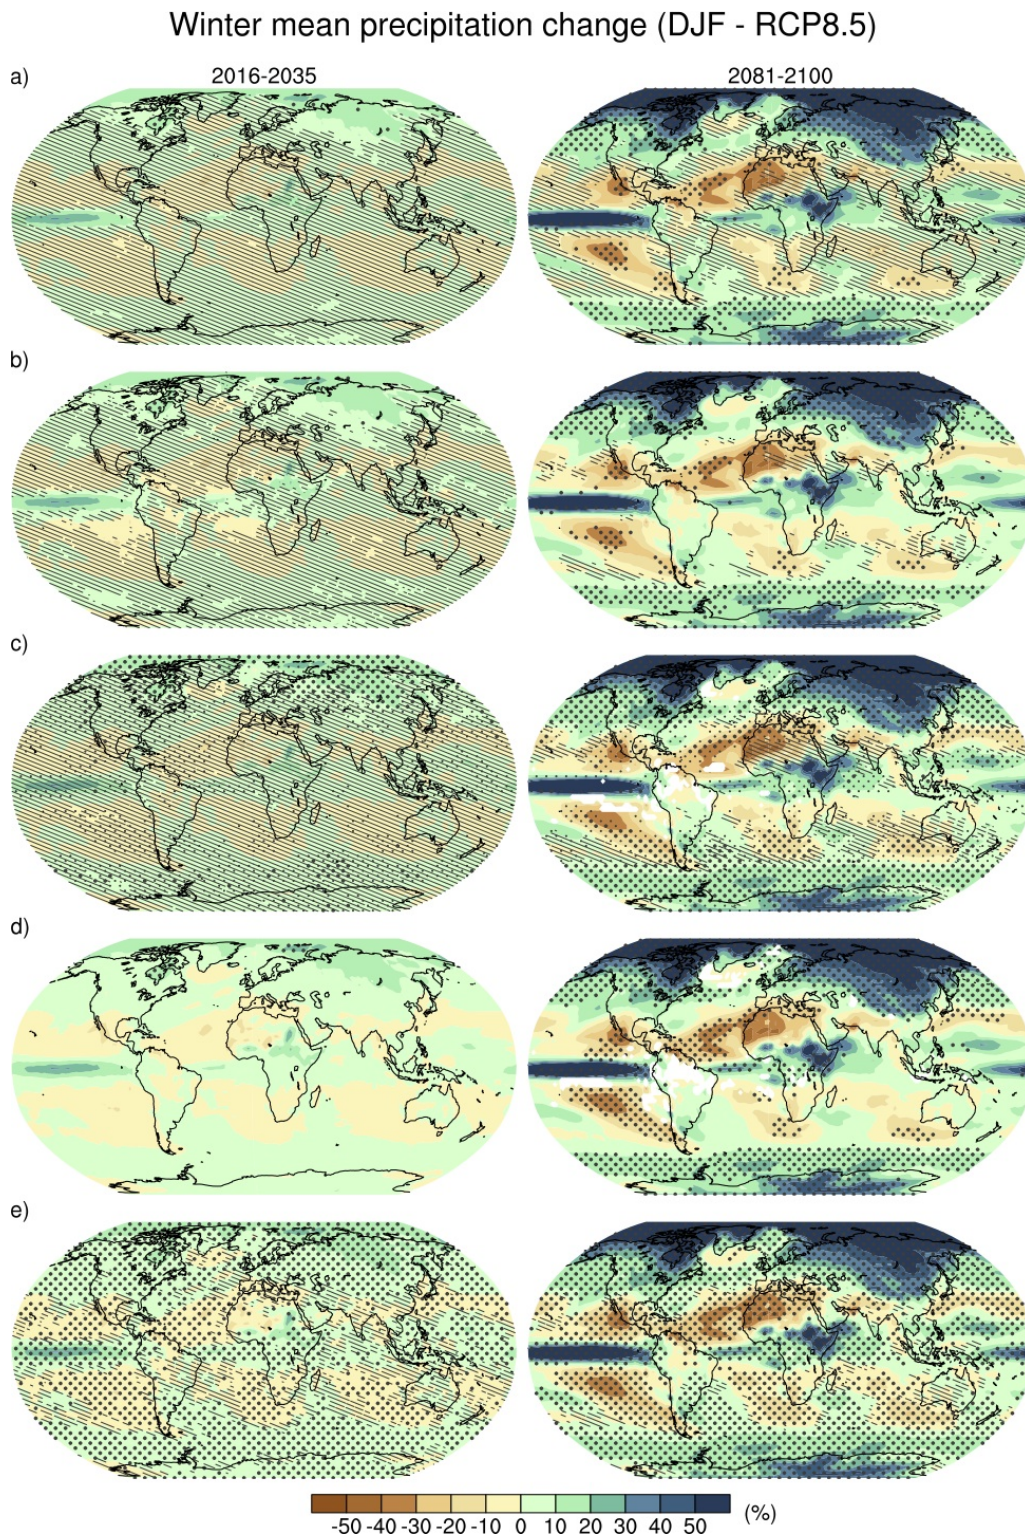 Winter mean precipitation change (DJF - RCP8.5)
2016-2035
2081-2100
a)
b)
c)
d)
e)
-50 -40 -30 -20 -10 0 10 20 30 40 50
(%)